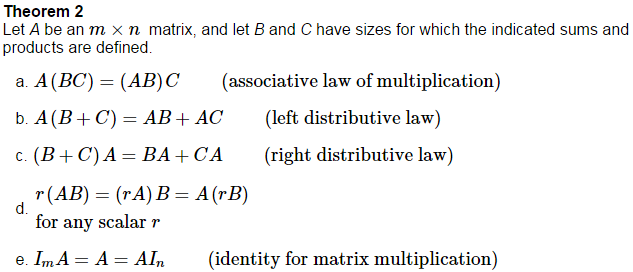 Theorem 2
Let A be an m × n matrix, and let B and C have sizes for which the indicated sums and
products are defined.
a. A(BC) = (AB)C (associative law of multiplication)
b. A(B + C) = AB + AC (left distributive law)
c. (B + C)A = BA + CA (right distributive law)
d. r(AB) = (rA)B = A(rB)
for any scalar r
e. IₘA = A = AIₙ (identity for matrix multiplication)